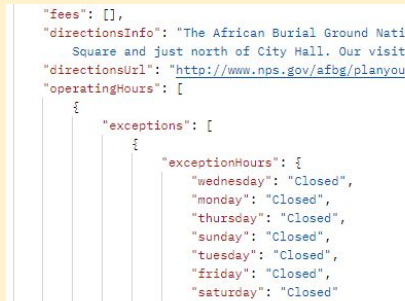 "fees": [],
"directionsInfo": "The African Burial Ground Nati
Square and just north of City Hall. Our visit
"directionsUrl": "http://www.nps.gov/afbg/planyou
"operatingHours": [
{
"exceptions": [
{
"exceptionHours": {
"wednesday": "Closed",
"monday": "Closed",
"thursday": "Closed",
"sunday": "Closed",
"tuesday": "Closed",
"friday": "Closed",
"saturday": "Closed"